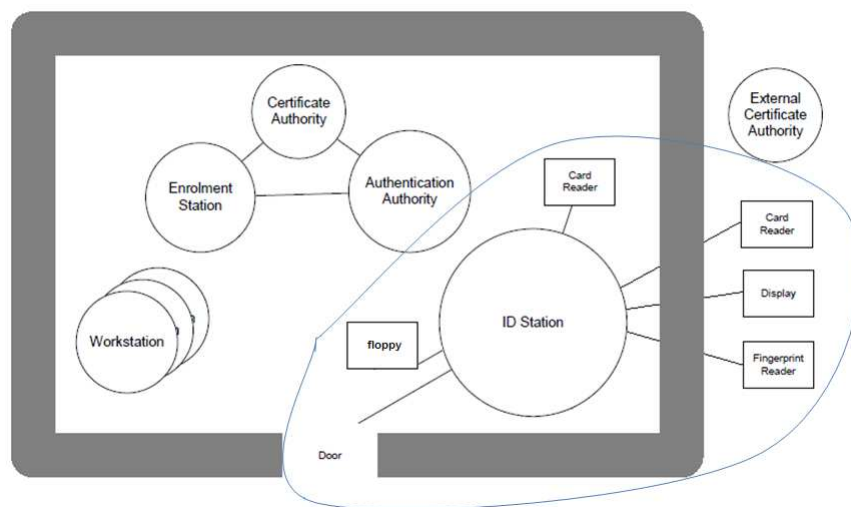 Certificate
Authority
External
Certificate
Authority
Enrolment
Station
Authentication
Authority
Card
Reader
Card
Reader
Display
ID Station
Workstation
floppy
Fingerprint
Reader
Door